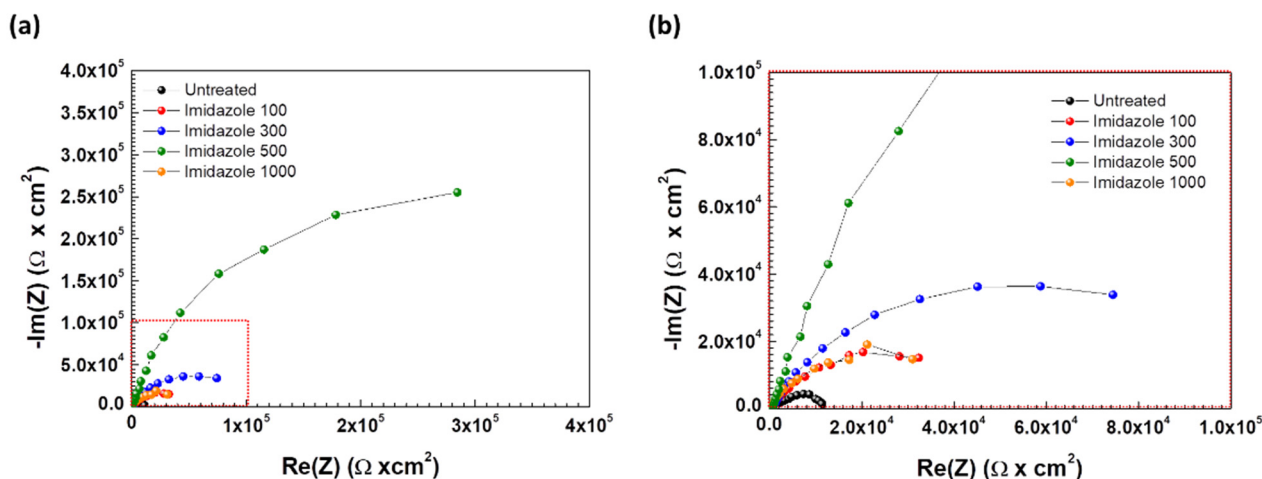 (a)
4.0x10⁵
3.5x10⁵
3.0x10⁵
2.5x10⁵
2.0x10⁵
1.5x10⁵
1.0x10⁵
5.0x10⁴
0.0
-Im(Z) (Ω x cm²)
Untreated
Imidazole 100
Imidazole 300
Imidazole 500
Imidazole 1000
0 1x10⁵ 2x10⁵ 3x10⁵ 4x10⁵
Re(Z) (Ω xcm²)
(b)
1.0x10⁵
8.0x10⁴
6.0x10⁴
4.0x10⁴
2.0x10⁴
0.0
-Im(Z) (Ω x cm²)
Untreated
Imidazole 100
Imidazole 300
Imidazole 500
Imidazole 1000
0.0 2.0x10⁴ 4.0x10⁴ 6.0x10⁴ 8.0x10⁴ 1.0x10⁵
Re(Z) (Ω x cm²)